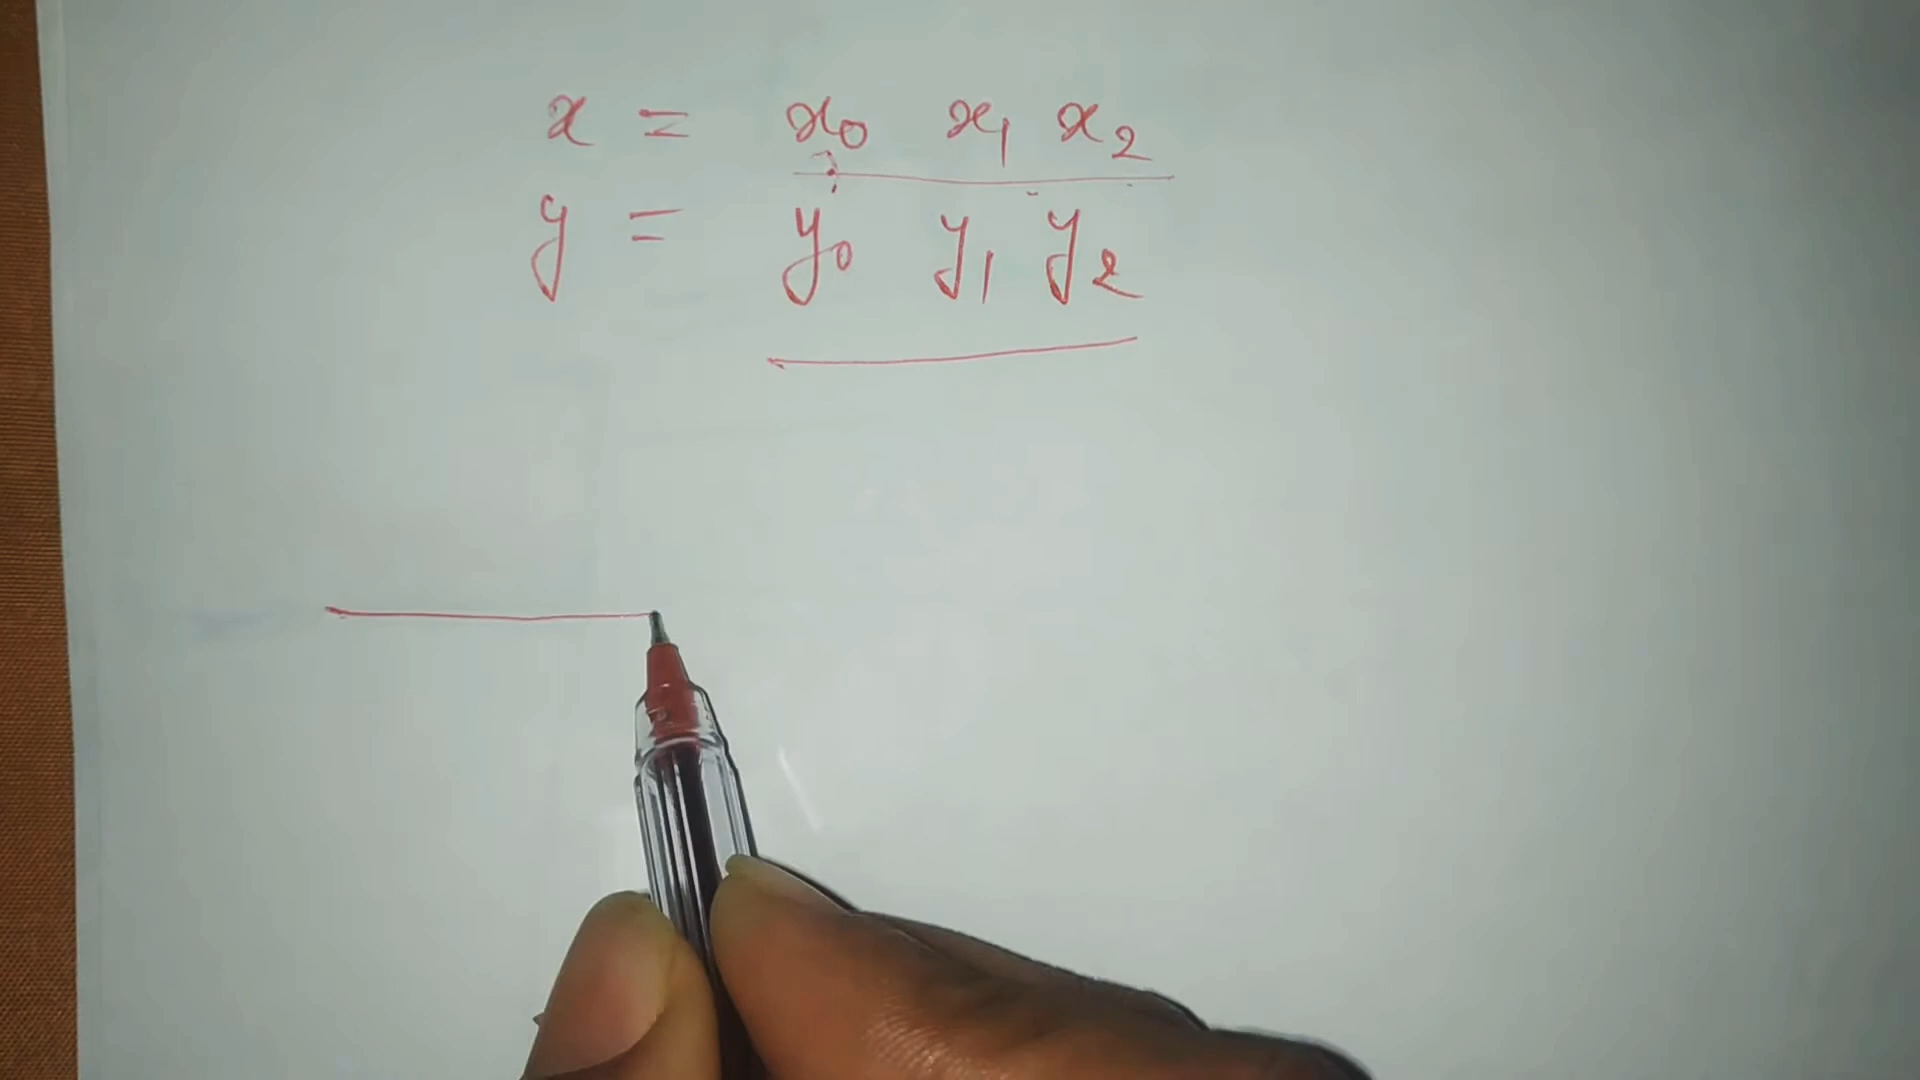 x = x₀ x₁ x₂
y = y₀ y₁ y₂